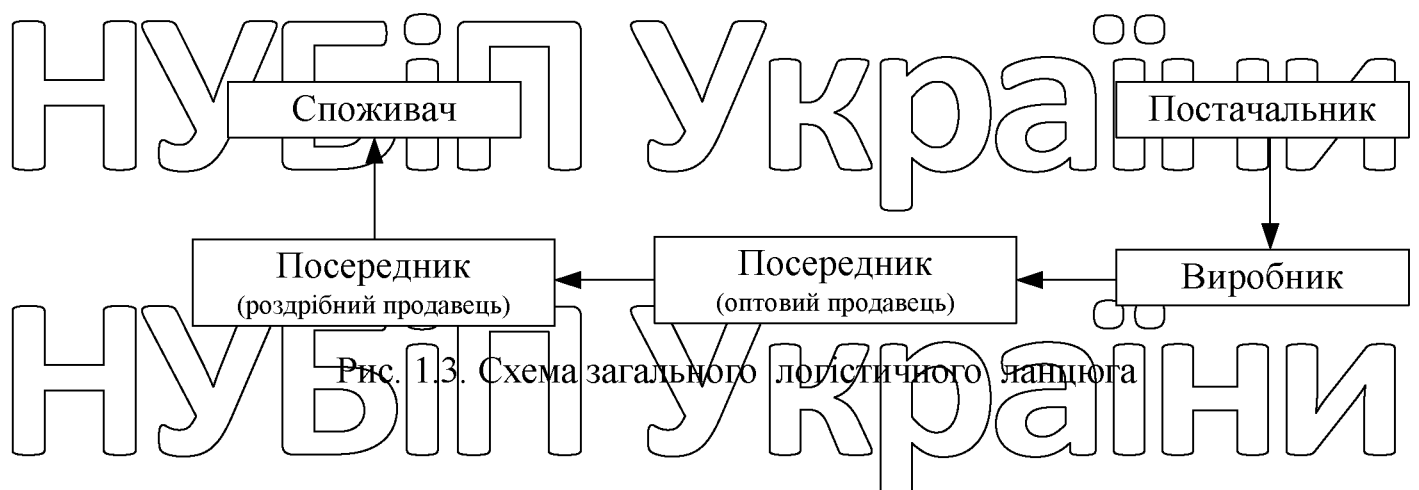 НУБіП України
Споживач
Постачальник
Посередник
(роздрібний продавець)
Посередник
(оптовий продавець)
Виробник
НУБіП України
Рис. 1.3. Схема загального логістичного ланцюга